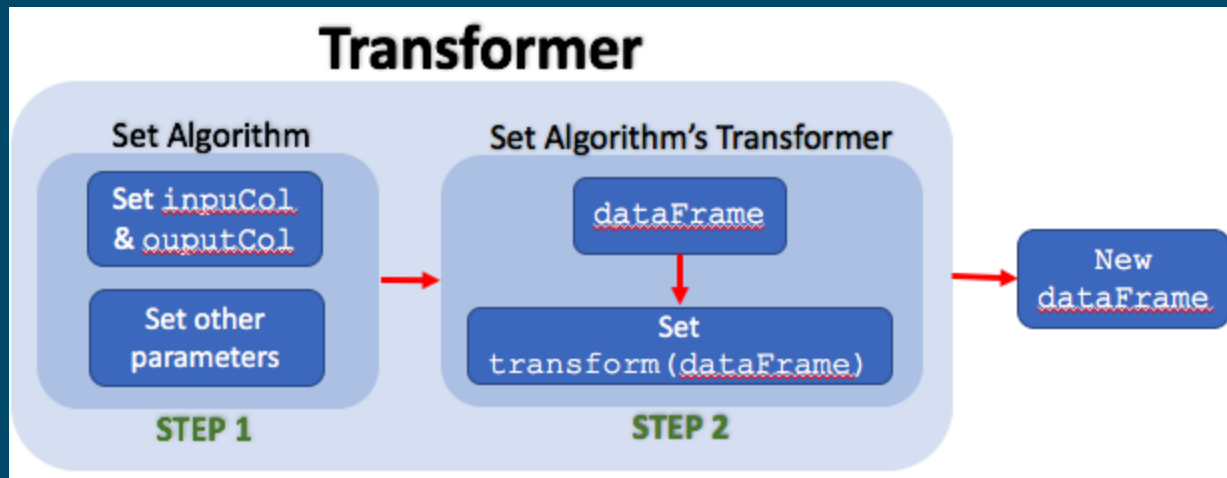 Transformer
Set Algorithm
Set inpuCol
& ouputCol
Set other
parameters
STEP 1
Set Algorithm's Transformer
dataFrame
Set
transform(dataFrame)
STEP 2
New
dataFrame